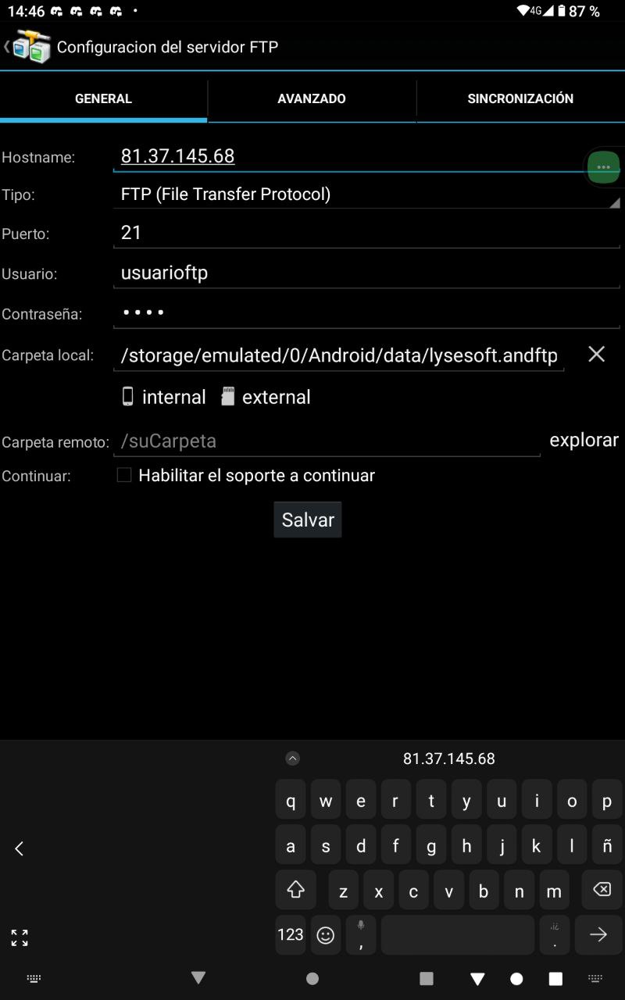 14:46 4G 87 %
Configuracion del servidor FTP
GENERAL AVANZADO SINCRONIZACIÓN
Hostname: 81.37.145.68
Tipo: FTP (File Transfer Protocol)
Puerto: 21
Usuario: usuarioftp
Contraseña: ••••
Carpeta local: /storage/emulated/0/Android/data/lysesoft.andftp
internal external
Carpeta remoto: /suCarpeta explorar
Continuar: Habilitar el soporte a continuar
Salvar
81.37.145.68
q w e r t y u i o p
a s d f g h j k l ñ
z x c v b n m
123 , .¡¿ .